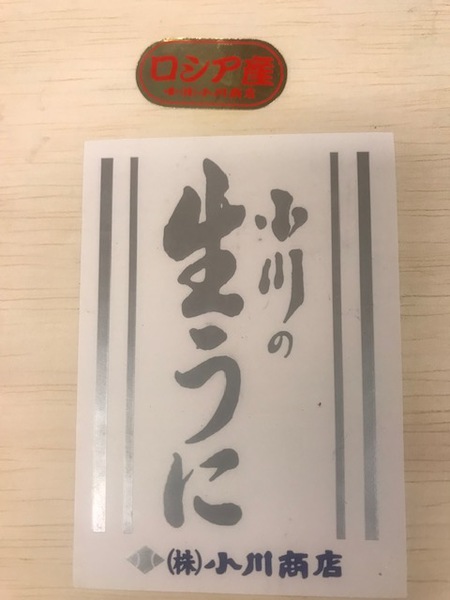 ロシア産
小川の
生うに
(株)小川商店